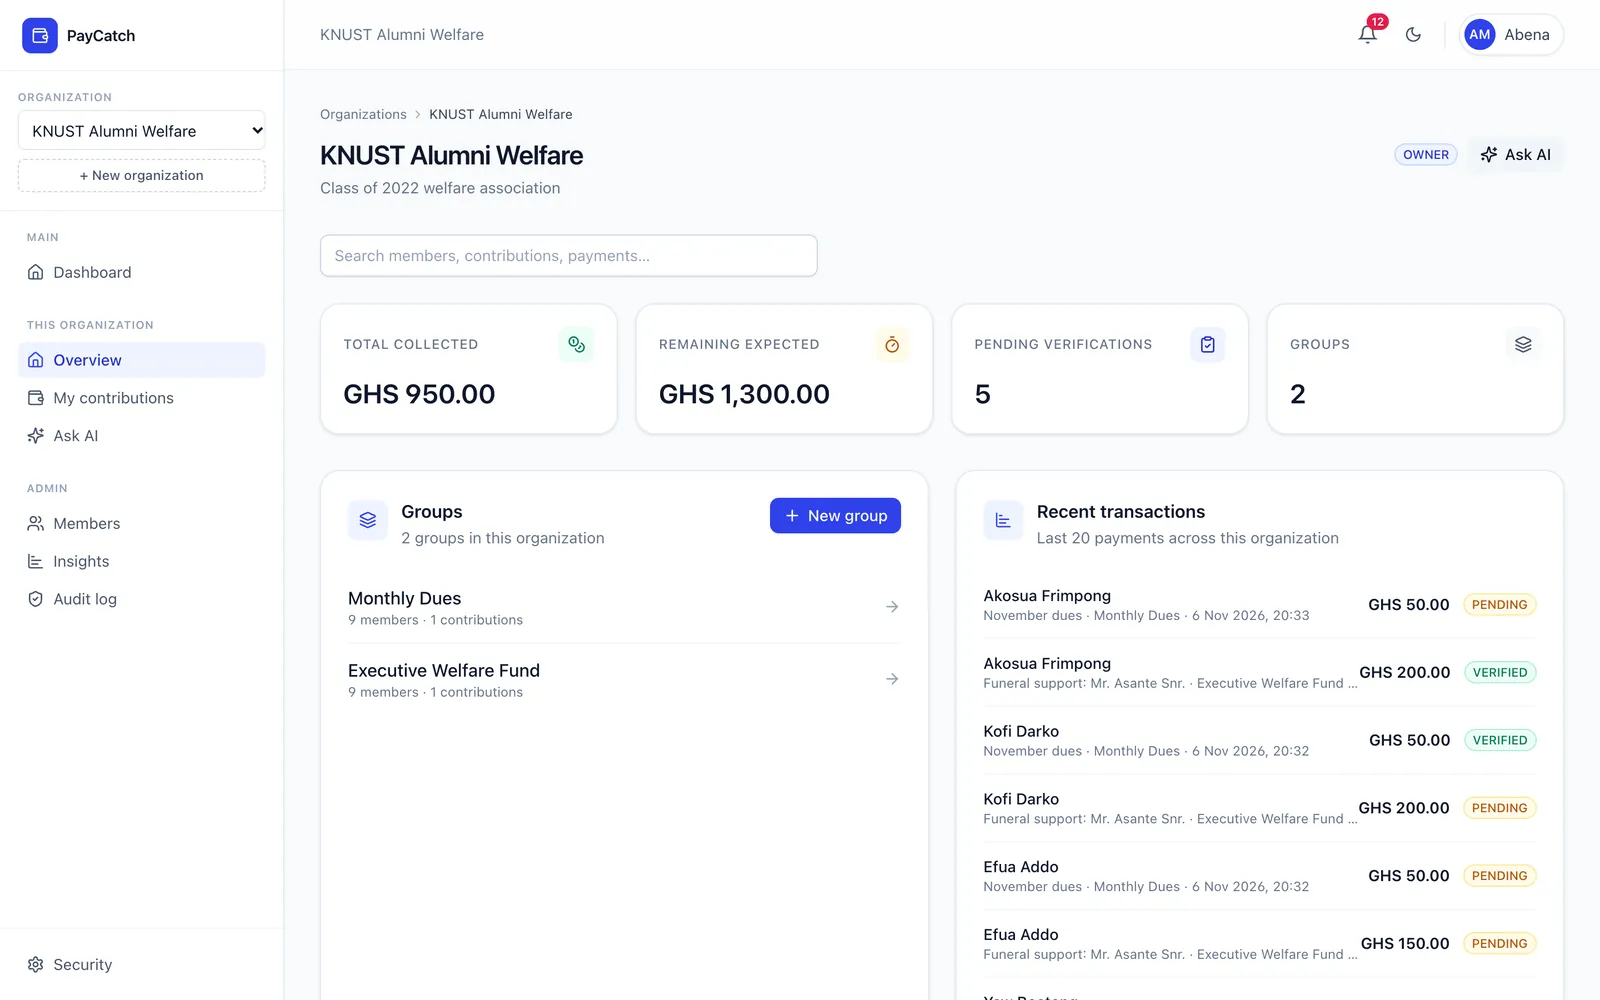 PayCatch
ORGANIZATION
KNUST Alumni Welfare
+ New organization
MAIN
Dashboard
THIS ORGANIZATION
Overview
My contributions
Ask AI
ADMIN
Members
Insights
Audit log
Security
KNUST Alumni Welfare
12
AM
Abena
Organizations > KNUST Alumni Welfare
KNUST Alumni Welfare
OWNER
Ask AI
Class of 2022 welfare association
Search members, contributions, payments...
TOTAL COLLECTED
GHS 950.00
REMAINING EXPECTED
GHS 1,300.00
PENDING VERIFICATIONS
5
GROUPS
2
Groups
2 groups in this organization
+ New group
Monthly Dues
9 members · 1 contributions
Executive Welfare Fund
9 members · 1 contributions
Recent transactions
Last 20 payments across this organization
Akosua Frimpong
November dues · Monthly Dues · 6 Nov 2026, 20:33
GHS 50.00 PENDING
Akosua Frimpong
Funeral support: Mr. Asante Snr. · Executive Welfare Fund ...
GHS 200.00 VERIFIED
Kofi Darko
November dues · Monthly Dues · 6 Nov 2026, 20:32
GHS 50.00 VERIFIED
Kofi Darko
Funeral support: Mr. Asante Snr. · Executive Welfare Fund ...
GHS 200.00 PENDING
Efua Addo
November dues · Monthly Dues · 6 Nov 2026, 20:32
GHS 50.00 PENDING
Efua Addo
Funeral support: Mr. Asante Snr. · Executive Welfare Fund ...
GHS 150.00 PENDING